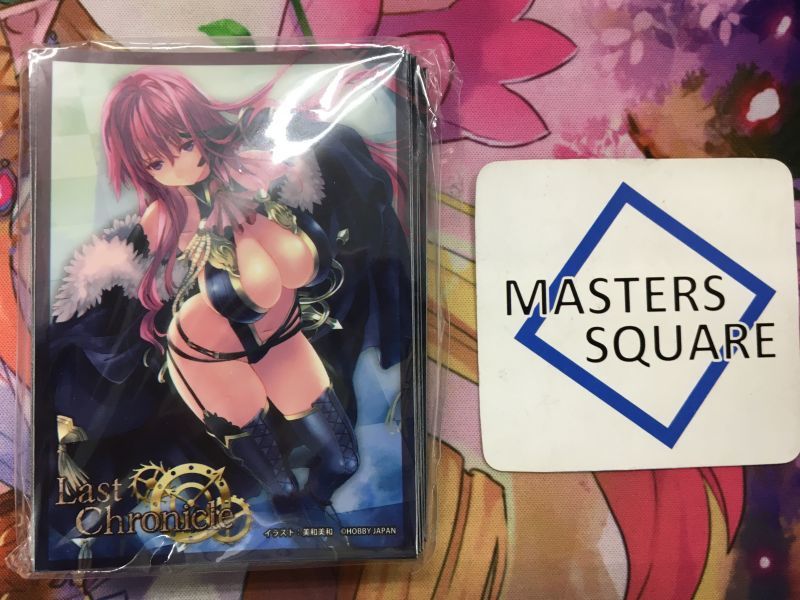 Last
Chronicle
イラスト：美和美和 ©HOBBY JAPAN
MASTERS
SQUARE